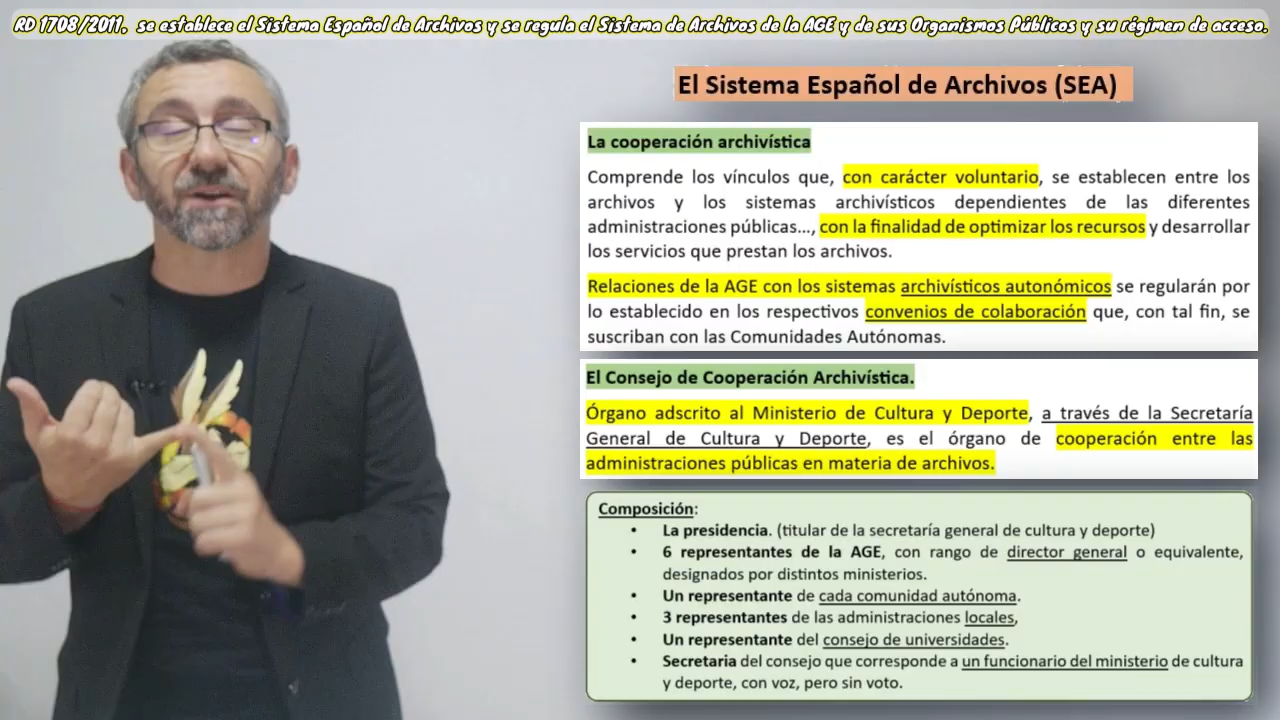 RD 1708/2011, se establece el Sistema Español de Archivos y se regula el Sistema de Archivos de la AGE y de sus Organismos Públicos y su régimen de acceso.
El Sistema Español de Archivos (SEA)
La cooperación archivística
Comprende los vínculos que, con carácter voluntario, se establecen entre los
archivos y los sistemas archivísticos dependientes de las diferentes
administraciones públicas..., con la finalidad de optimizar los recursos y desarrollar
los servicios que prestan los archivos.
Relaciones de la AGE con los sistemas archivísticos autonómicos se regularán por
lo establecido en los respectivos convenios de colaboración que, con tal fin, se
suscriban con las Comunidades Autónomas.
El Consejo de Cooperación Archivística.
Órgano adscrito al Ministerio de Cultura y Deporte, a través de la Secretaría
General de Cultura y Deporte, es el órgano de cooperación entre las
administraciones públicas en materia de archivos.
Composición:
• La presidencia. (titular de la secretaría general de cultura y deporte)
• 6 representantes de la AGE, con rango de director general o equivalente,
designados por distintos ministerios.
• Un representante de cada comunidad autónoma.
• 3 representantes de las administraciones locales,
• Un representante del consejo de universidades.
• Secretaria del consejo que corresponde a un funcionario del ministerio de cultura
y deporte, con voz, pero sin voto.